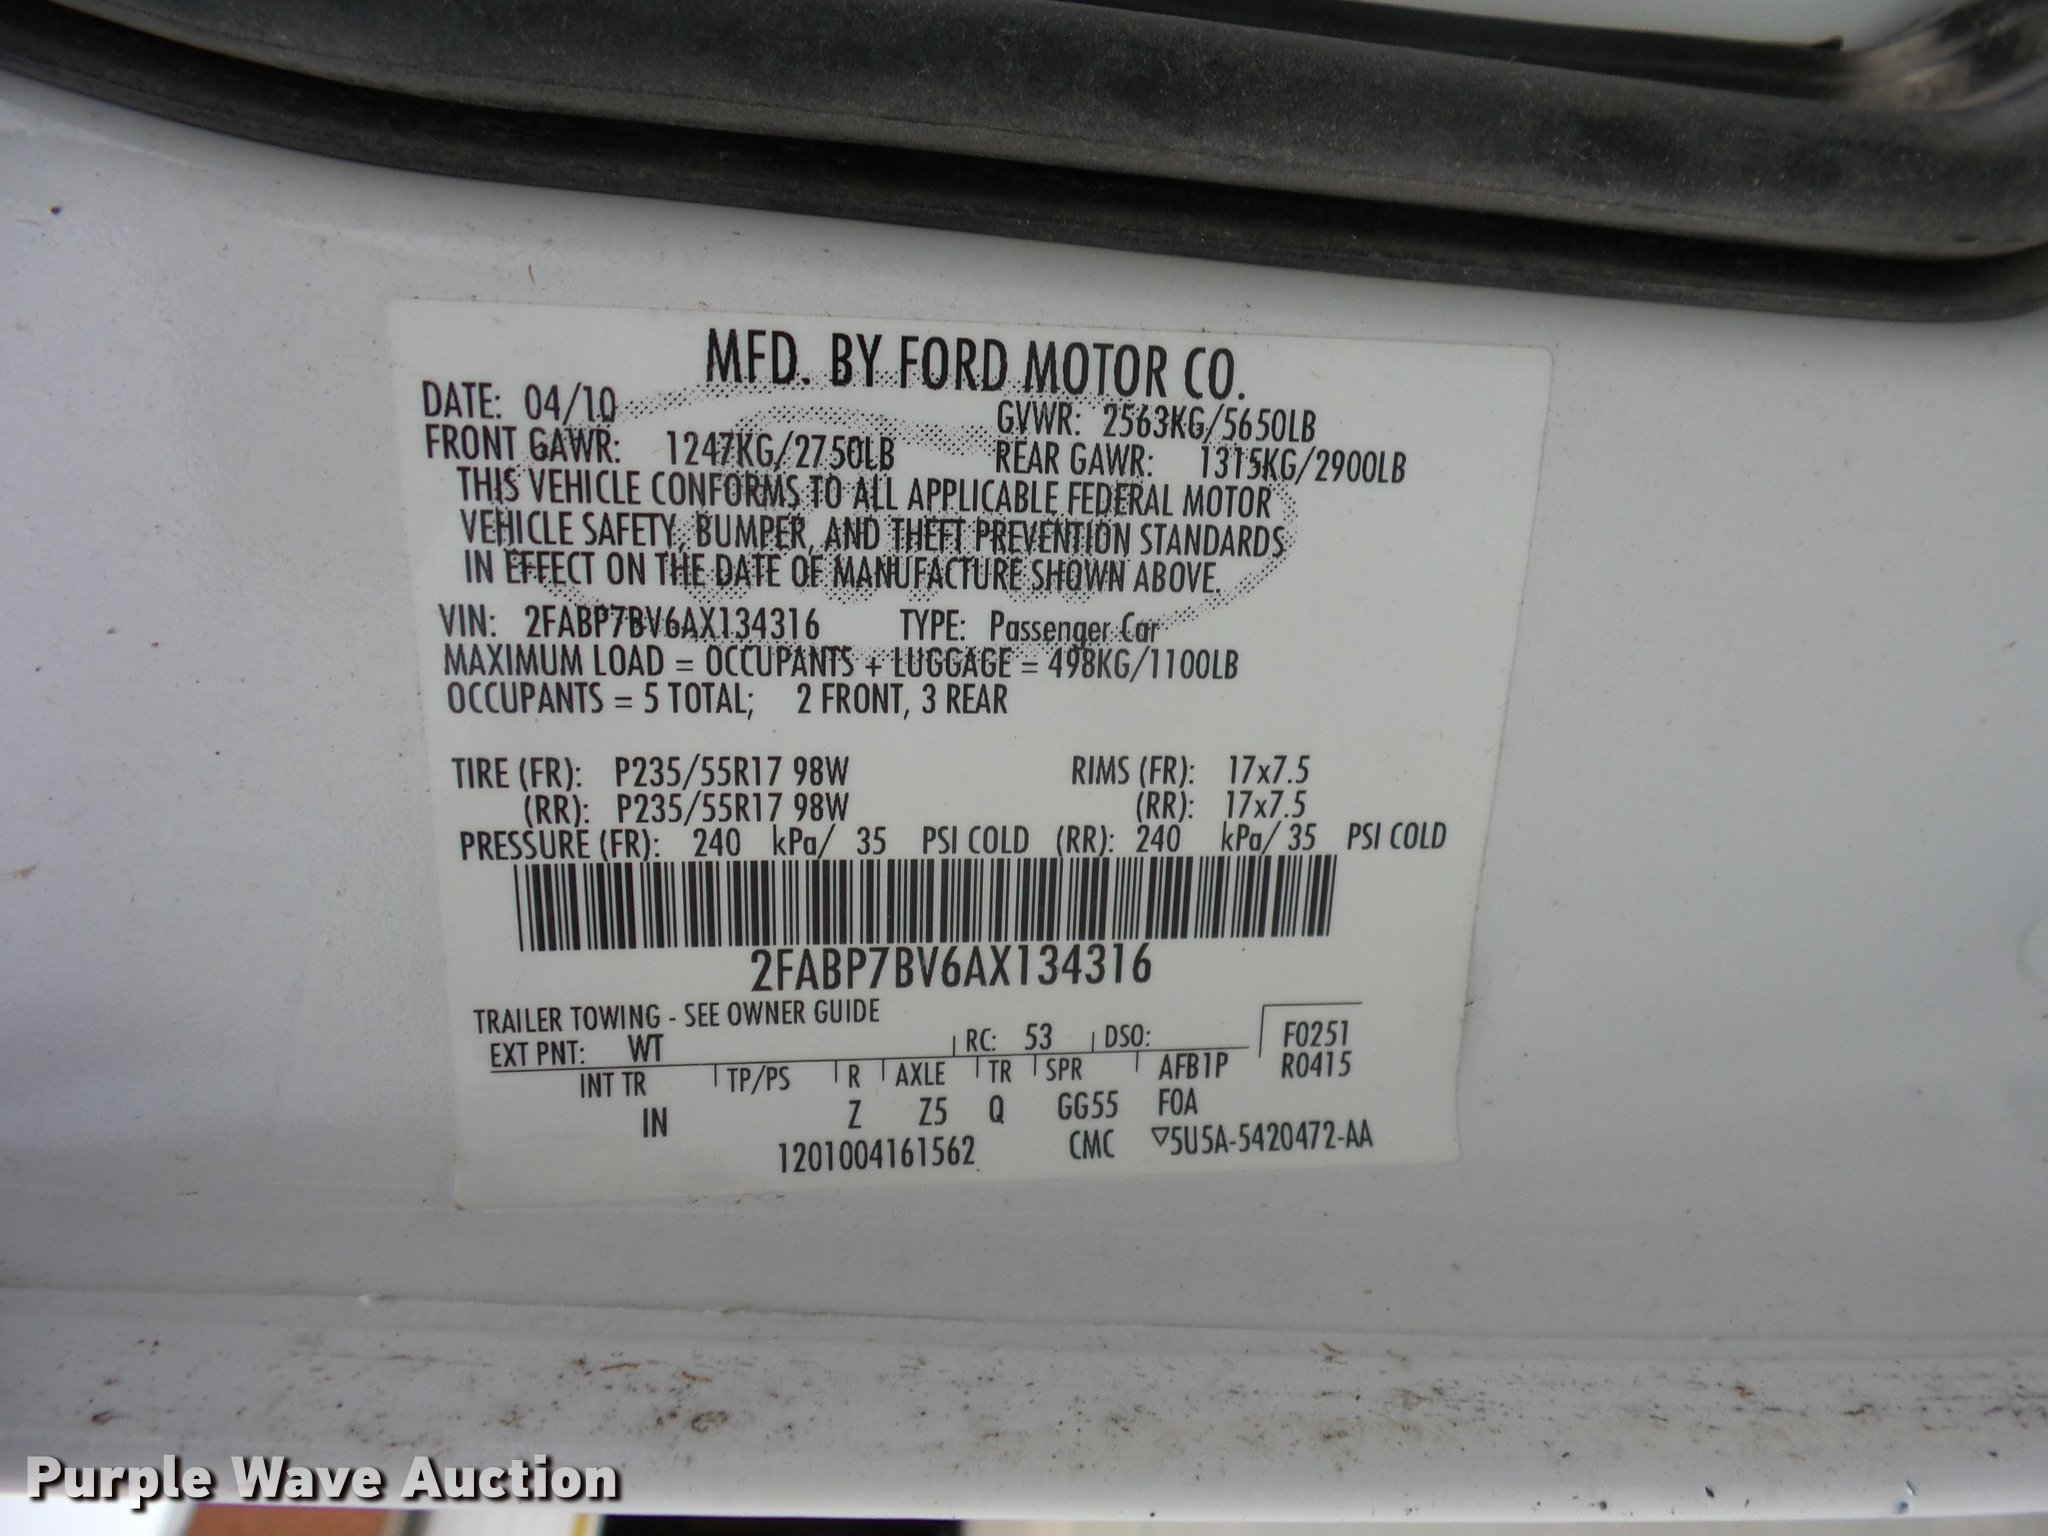 MFD. BY FORD MOTOR CO.
DATE: 04/10 GVWR: 2563KG/5650LB
FRONT GAWR: 1247KG/2750LB REAR GAWR: 1315KG/2900LB
THIS VEHICLE CONFORMS TO ALL APPLICABLE FEDERAL MOTOR
VEHICLE SAFETY, BUMPER, AND THEFT PREVENTION STANDARDS
IN EFFECT ON THE DATE OF MANUFACTURE SHOWN ABOVE.
VIN: 2FABP7BV6AX134316 TYPE: Passenger Car
MAXIMUM LOAD = OCCUPANTS + LUGGAGE = 498KG/1100LB
OCCUPANTS = 5 TOTAL; 2 FRONT, 3 REAR
TIRE (FR): P235/55R17 98W RIMS (FR): 17x7.5
(RR): P235/55R17 98W (RR): 17x7.5
PRESSURE (FR): 240 kPa/ 35 PSI COLD (RR): 240 kPa/ 35 PSI COLD
2FABP7BV6AX134316
TRAILER TOWING - SEE OWNER GUIDE
EXT PNT: WT RC: 53 DSO: F0251
INT TR TP/PS R AXLE TR SPR AFB1P R0415
IN Z Z5 Q GG55 FOA
1201004161562 CMC ▽5U5A-5420472-AA
Purple Wave Auction